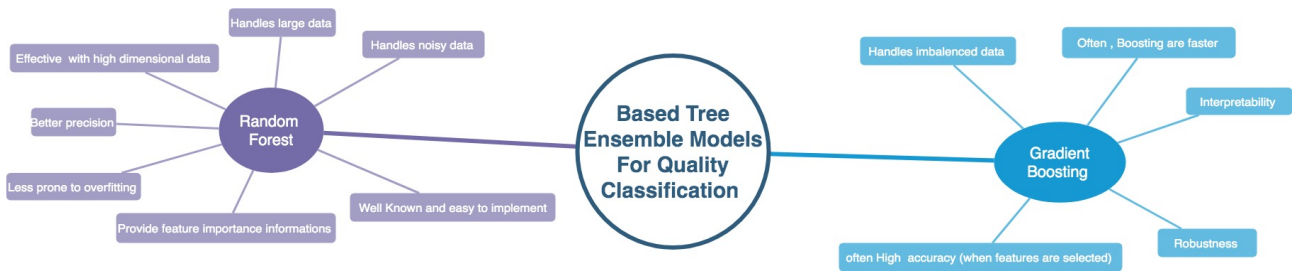 Handles large data
Handles noisy data
Effective with high dimensional data
Better precision
Random
Forest
Less prone to overfitting
Well Known and easy to implement
Provide feature importance informations
Based Tree
Ensemble Models
For Quality
Classification
Handles imbalenced data
Often , Boosting are faster
Interpretability
Gradient
Boosting
Robustness
often High accuracy (when features are selected)